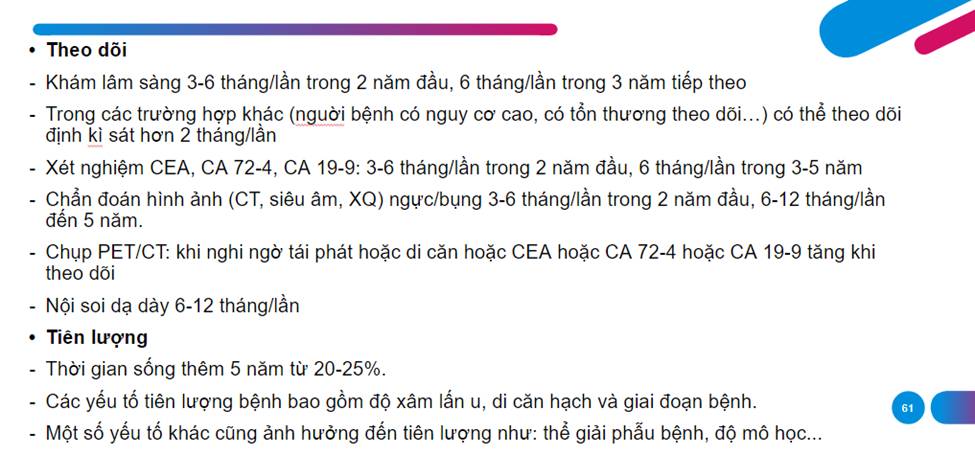 • Theo dõi
- Khám lâm sàng 3-6 tháng/lần trong 2 năm đầu, 6 tháng/lần trong 3 năm tiếp theo
- Trong các trường hợp khác (nguời bệnh có nguy cơ cao, có tổn thương theo dõi...) có thể theo dõi
định kì sát hơn 2 tháng/lần
- Xét nghiệm CEA, CA 72-4, CA 19-9: 3-6 tháng/lần trong 2 năm đầu, 6 tháng/lần trong 3-5 năm
- Chẩn đoán hình ảnh (CT, siêu âm, XQ) ngực/bụng 3-6 tháng/lần trong 2 năm đầu, 6-12 tháng/lần
đến 5 năm.
- Chụp PET/CT: khi nghi ngờ tái phát hoặc di căn hoặc CEA hoặc CA 72-4 hoặc CA 19-9 tăng khi
theo dõi
- Nội soi dạ dày 6-12 tháng/lần
• Tiên lượng
- Thời gian sống thêm 5 năm từ 20-25%.
- Các yếu tố tiên lượng bệnh bao gồm độ xâm lấn u, di căn hạch và giai đoạn bệnh.
- Một số yếu tố khác cũng ảnh hưởng đến tiên lượng như: thể giải phẫu bệnh, độ mô học...
61